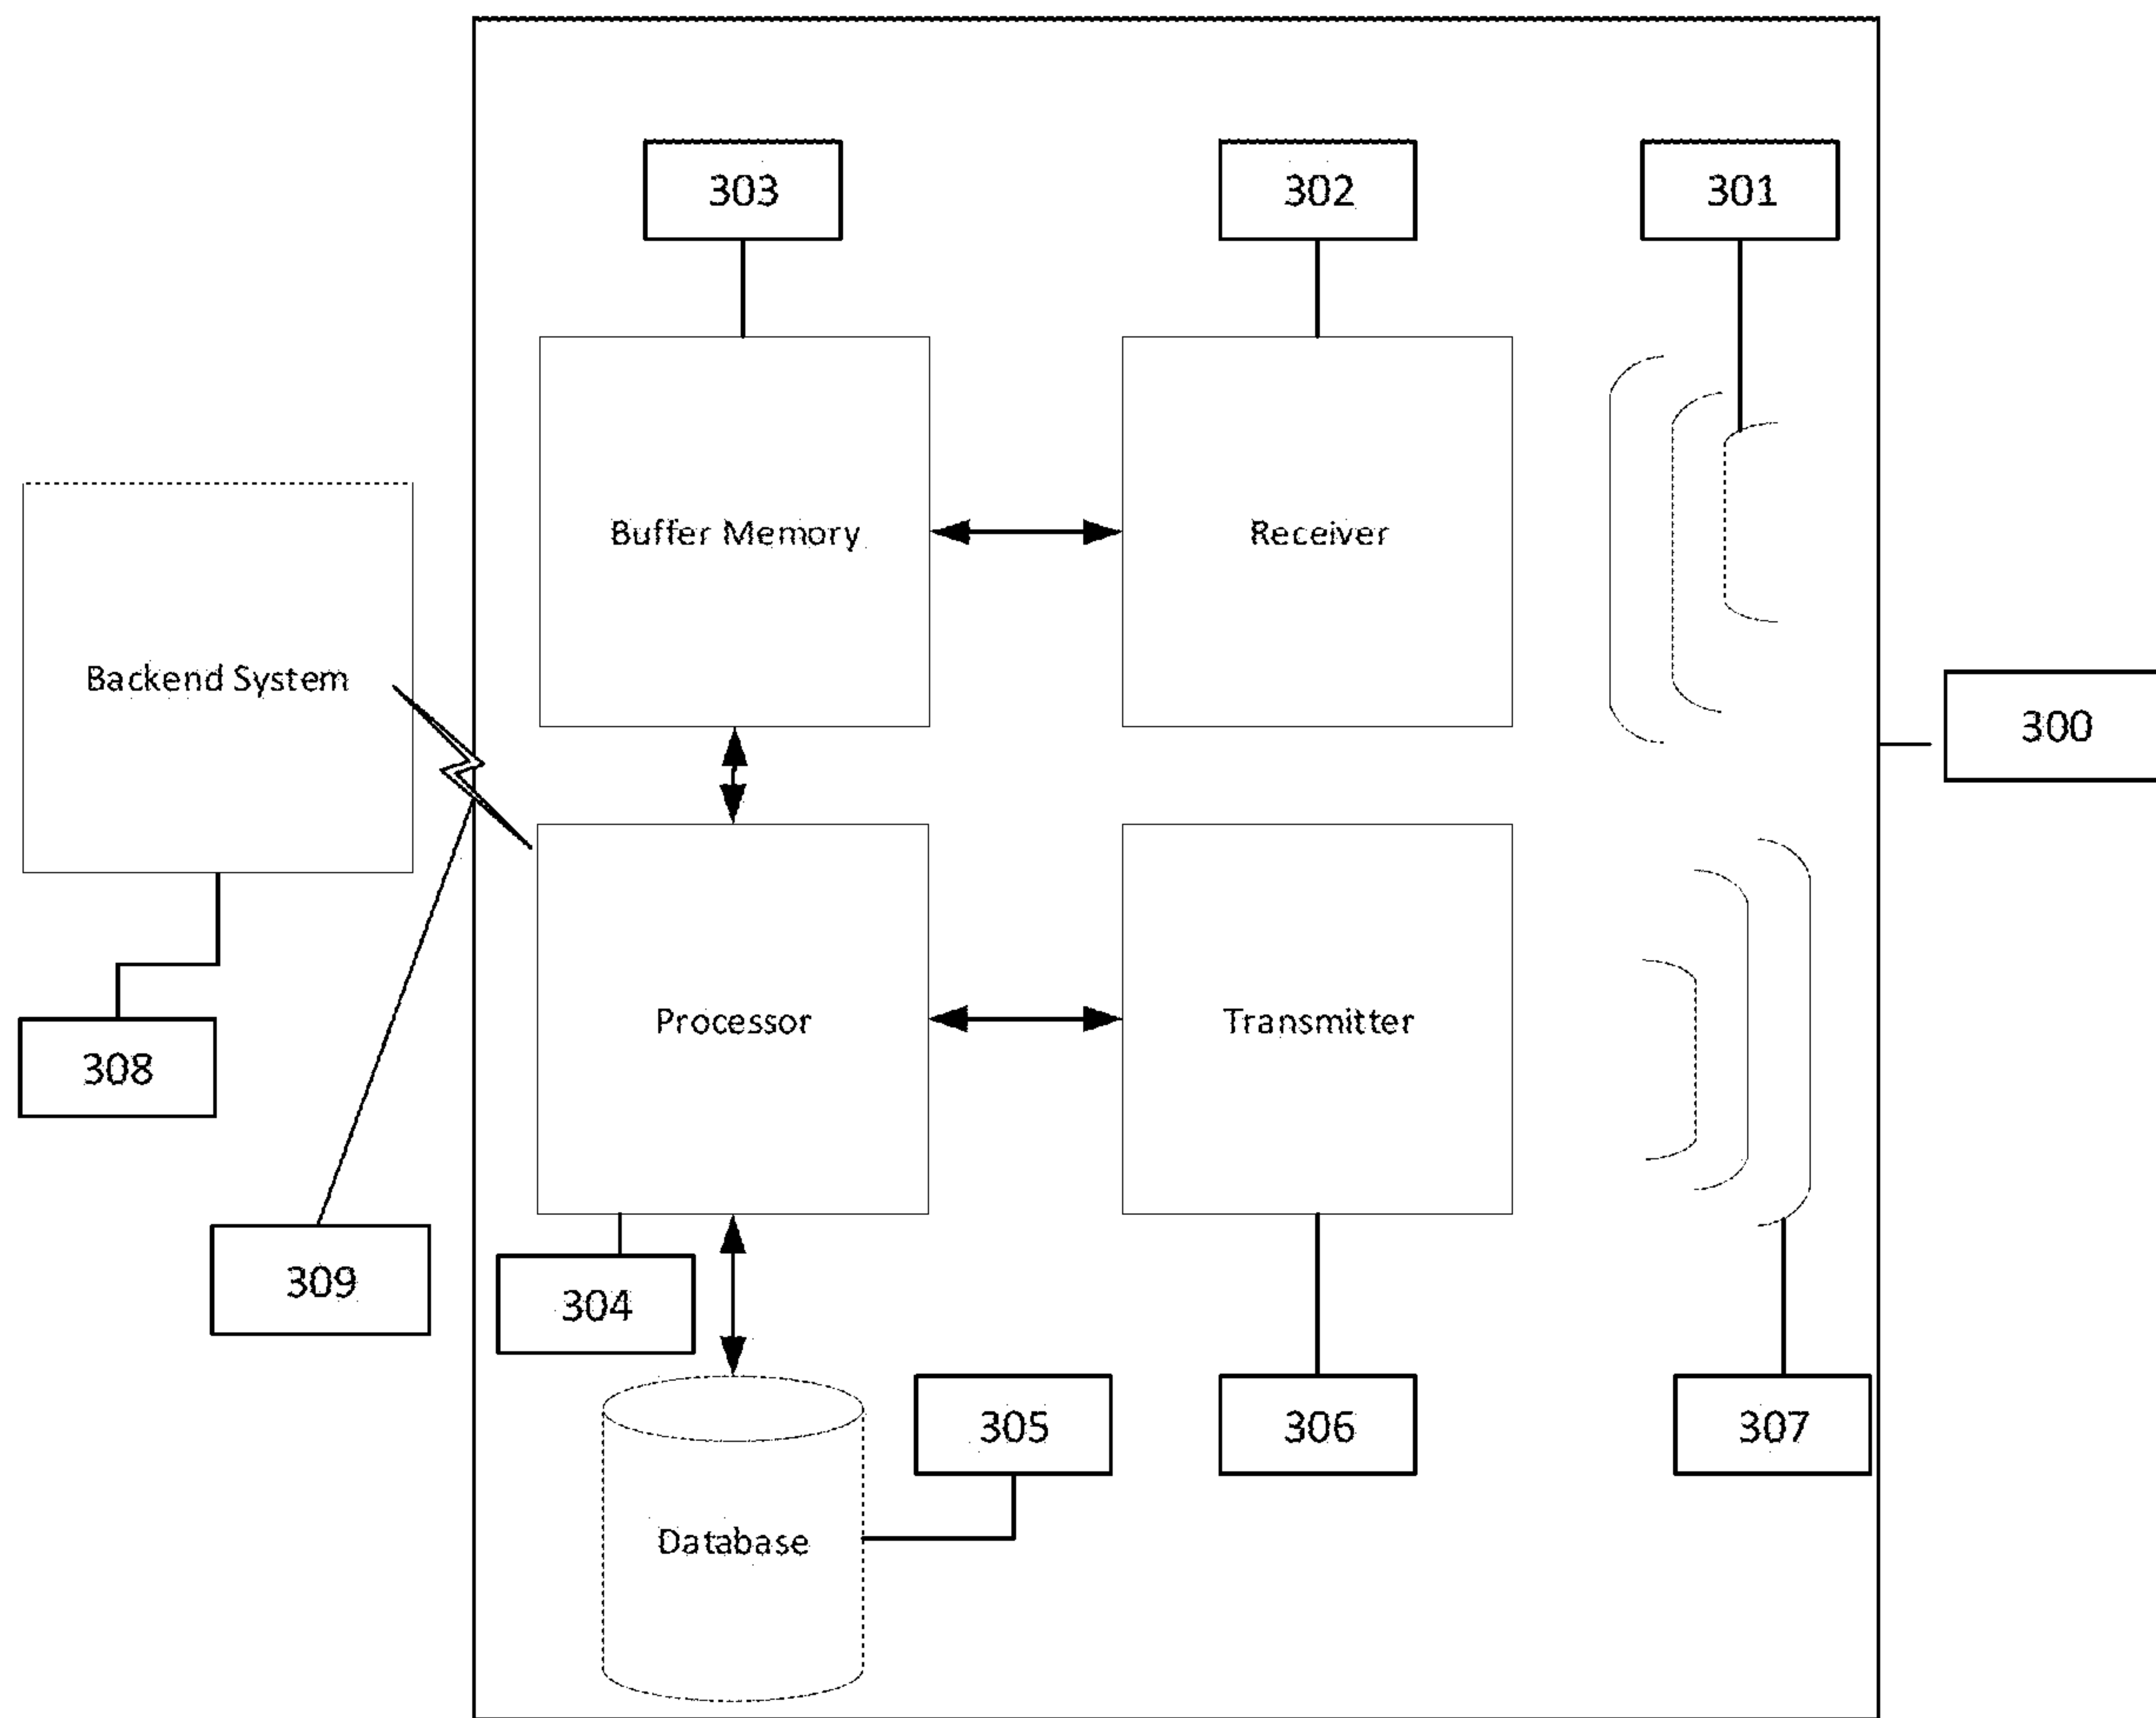 303
302
301
Buffer Memory
Receiver
Backend System
300
Processor
Transmitter
308
309
304
305
306
307
Database